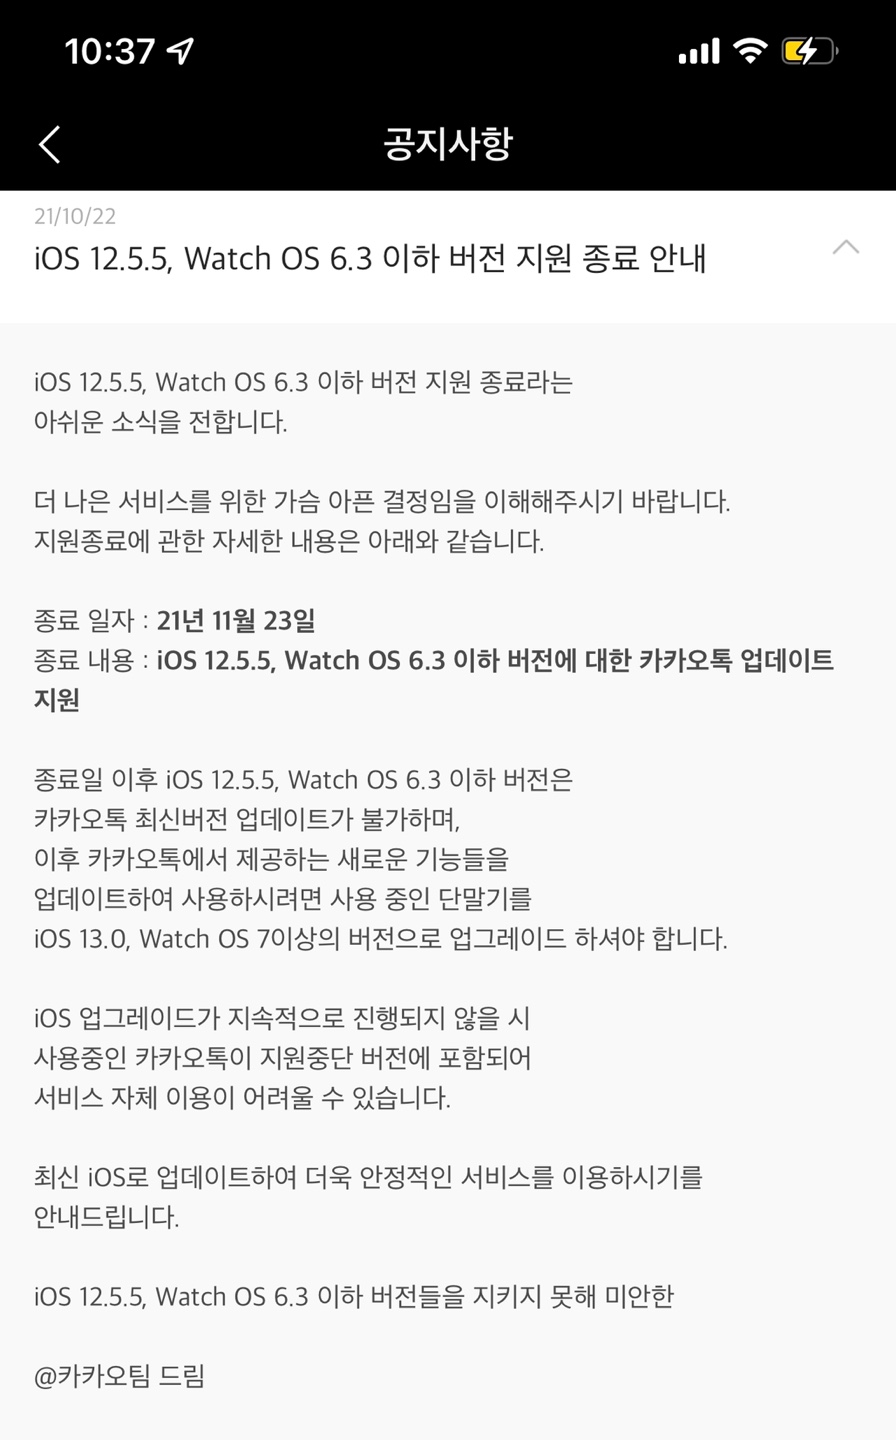 10:37
공지사항
21/10/22
iOS 12.5.5, Watch OS 6.3 이하 버전 지원 종료 안내
iOS 12.5.5, Watch OS 6.3 이하 버전 지원 종료라는
아쉬운 소식을 전합니다.
더 나은 서비스를 위한 가슴 아픈 결정임을 이해해주시기 바랍니다.
지원종료에 관한 자세한 내용은 아래와 같습니다.
종료 일자 : 21년 11월 23일
종료 내용 : iOS 12.5.5, Watch OS 6.3 이하 버전에 대한 카카오톡 업데이트
지원
종료일 이후 iOS 12.5.5, Watch OS 6.3 이하 버전은
카카오톡 최신버전 업데이트가 불가하며,
이후 카카오톡에서 제공하는 새로운 기능들을
업데이트하여 사용하시려면 사용 중인 단말기를
iOS 13.0, Watch OS 7이상의 버전으로 업그레이드 하셔야 합니다.
iOS 업그레이드가 지속적으로 진행되지 않을 시
사용중인 카카오톡이 지원중단 버전에 포함되어
서비스 자체 이용이 어려울 수 있습니다.
최신 iOS로 업데이트하여 더욱 안정적인 서비스를 이용하시기를
안내드립니다.
iOS 12.5.5, Watch OS 6.3 이하 버전들을 지키지 못해 미안한
@카카오팀 드림